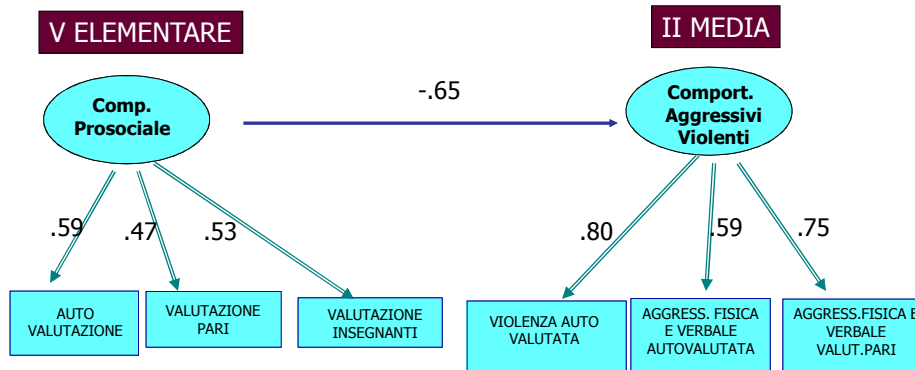 V ELEMENTARE
II MEDIA
Comp.
Prosociale
-.65
Comport.
Aggressivi
Violenti
.59
.47
.53
.80
.59
.75
AUTO
VALUTAZIONE
VALUTAZIONE
PARI
VALUTAZIONE
INSEGNANTI
VIOLENZA AUTO
VALUTATA
AGGRESS. FISICA
E VERBALE
AUTOVALUTATA
AGGRESS.FISICA E
VERBALE
VALUT.PARI